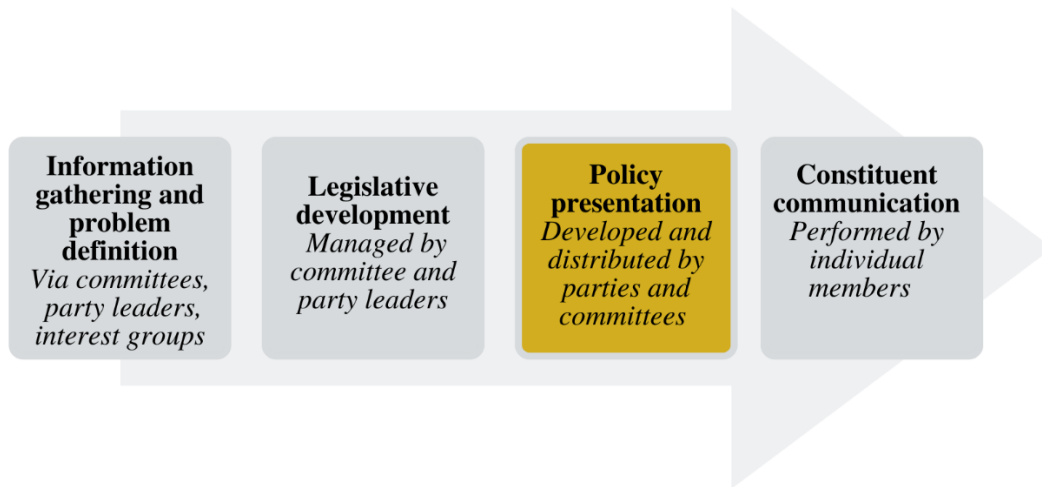 Information
gathering and
problem
definition
Via committees,
party leaders,
interest groups
Legislative
development
Managed by
committee and
party leaders
Policy
presentation
Developed and
distributed by
parties and
committees
Constituent
communication
Performed by
individual
members